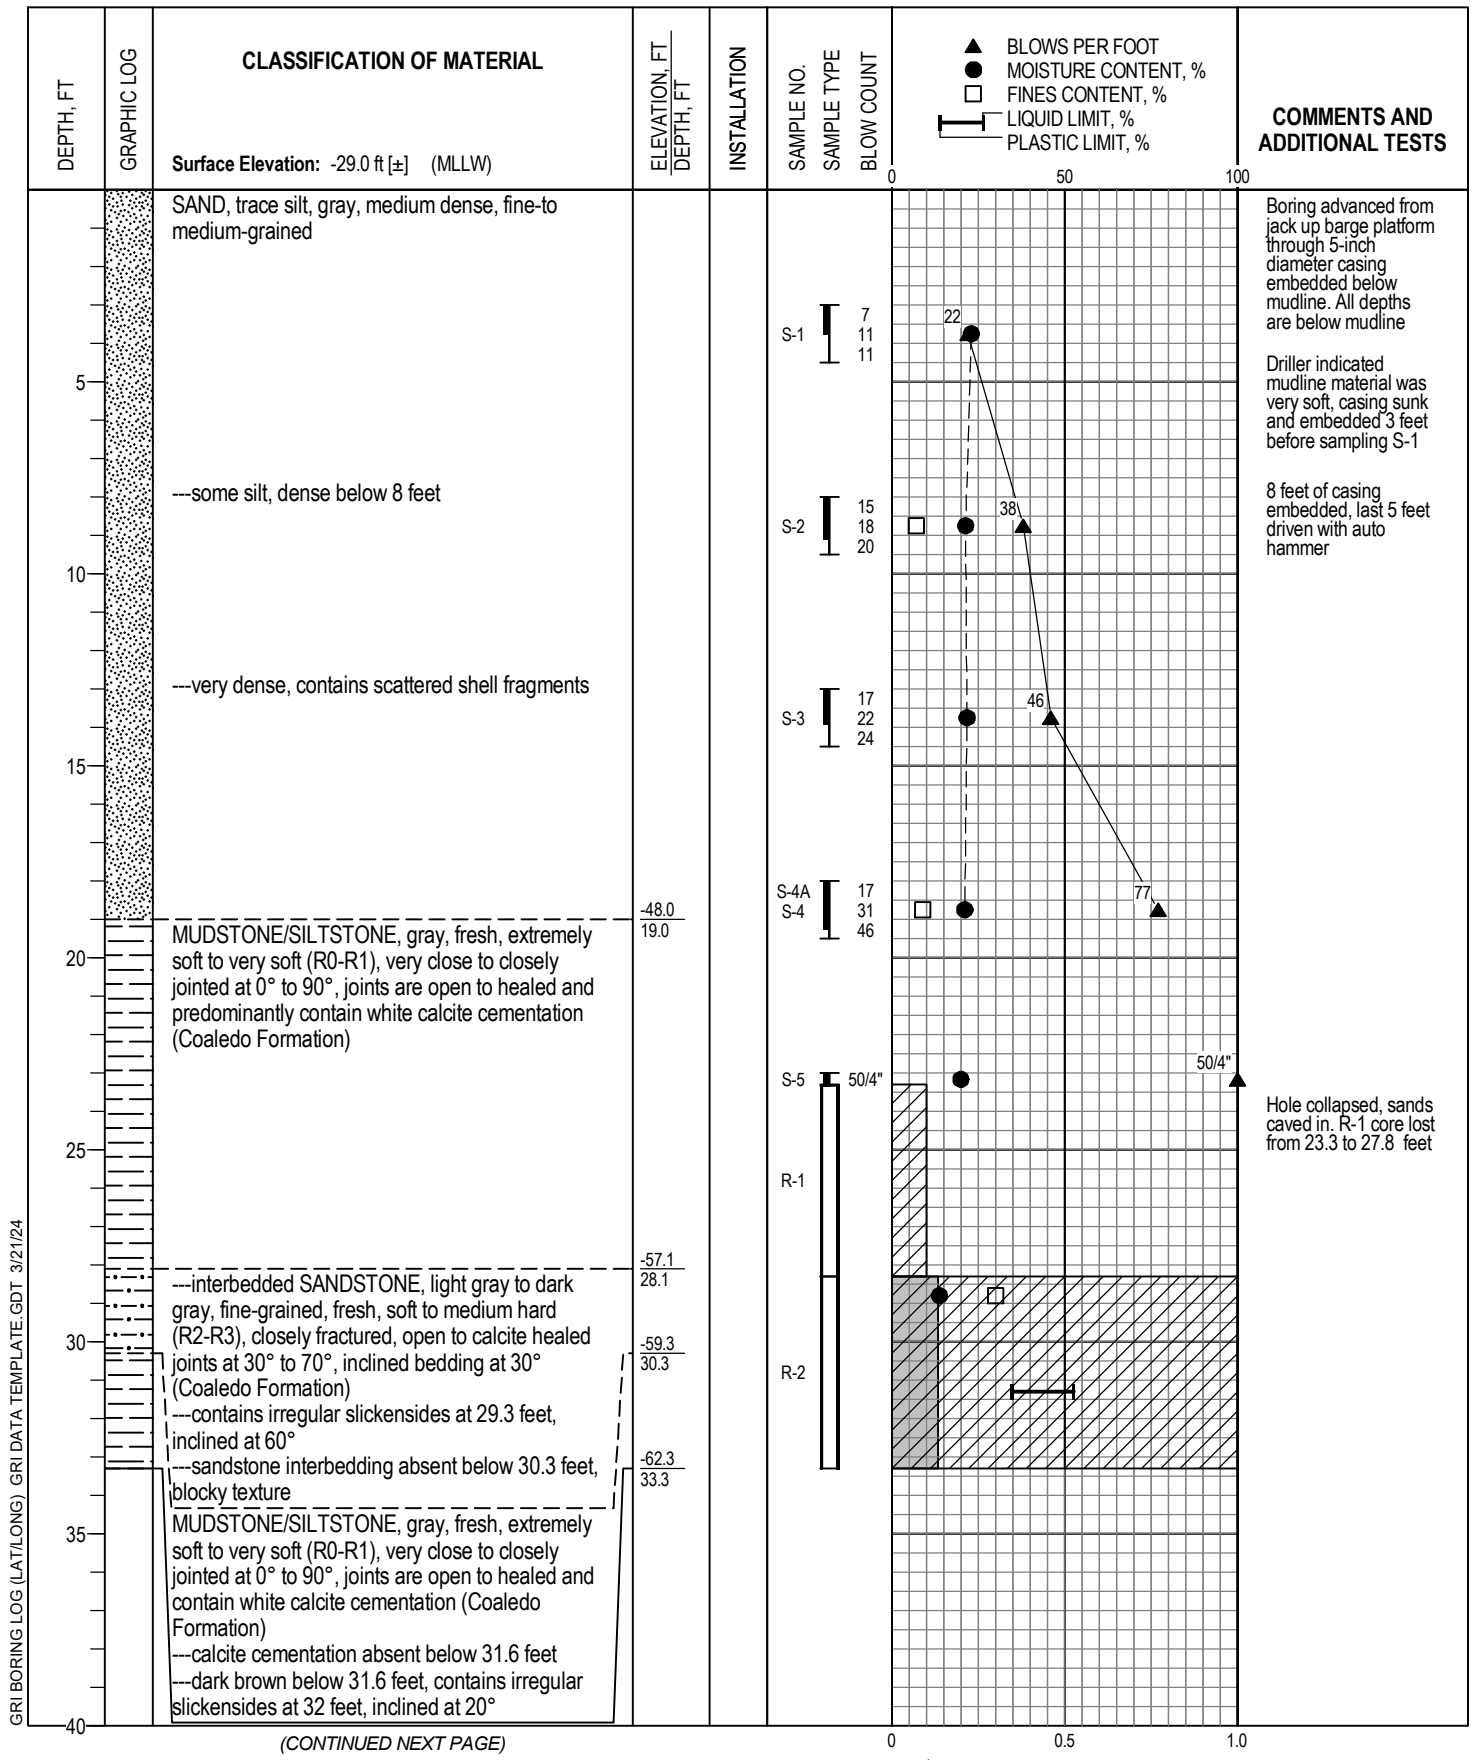 DEPTH, FT
GRAPHIC LOG
CLASSIFICATION OF MATERIAL
Surface Elevation: -29.0 ft [±] (MLLW)
ELEVATION, FT
DEPTH, FT
INSTALLATION
SAMPLE NO.
SAMPLE TYPE
BLOW COUNT
BLOWS PER FOOT
MOISTURE CONTENT, %
FINES CONTENT, %
LIQUID LIMIT, %
PLASTIC LIMIT, %
0 50 100
COMMENTS AND
ADDITIONAL TESTS
SAND, trace silt, gray, medium dense, fine-to
medium-grained
Boring advanced from
jack up barge platform
through 5-inch
diameter casing
embedded below
mudline. All depths
are below mudline
S-1
7
11
11
22
5
Driller indicated
mudline material was
very soft, casing sunk
and embedded 3 feet
before sampling S-1
---some silt, dense below 8 feet
S-2
15
18
20
38
8 feet of casing
embedded, last 5 feet
driven with auto
hammer
10
---very dense, contains scattered shell fragments
S-3
17
22
24
46
15
S-4A
S-4
17
31
46
77
-48.0
19.0
MUDSTONE/SILTSTONE, gray, fresh, extremely
soft to very soft (R0-R1), very close to closely
jointed at 0° to 90°, joints are open to healed and
predominantly contain white calcite cementation
(Coaledo Formation)
20
S-5
50/4"
50/4"
Hole collapsed, sands
caved in. R-1 core lost
from 23.3 to 27.8 feet
25
R-1
-57.1
28.1
---interbedded SANDSTONE, light gray to dark
gray, fine-grained, fresh, soft to medium hard
(R2-R3), closely fractured, open to calcite healed
joints at 30° to 70°, inclined bedding at 30°
(Coaledo Formation)
---contains irregular slickensides at 29.3 feet,
inclined at 60°
---sandstone interbedding absent below 30.3 feet,
blocky texture
30
-59.3
30.3
R-2
-62.3
33.3
MUDSTONE/SILTSTONE, gray, fresh, extremely
soft to very soft (R0-R1), very close to closely
jointed at 0° to 90°, joints are open to healed and
contain white calcite cementation (Coaledo
Formation)
---calcite cementation absent below 31.6 feet
---dark brown below 31.6 feet, contains irregular
slickensides at 32 feet, inclined at 20°
35
40
(CONTINUED NEXT PAGE)
0 0.5 1.0
GRI BORING LOG (LAT/LONG) GRI DATA TEMPLATE.GDT 3/21/24